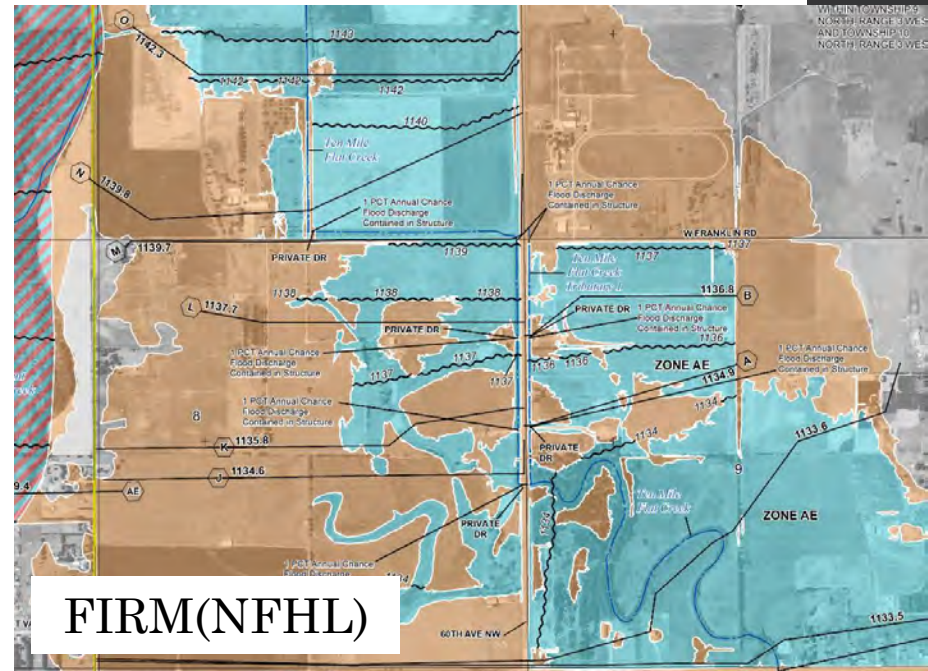 WITHIN TOWNSHIP 9
NORTH, RANGE 3 WEST
AND TOWNSHIP 10
NORTH, RANGE 3 WEST
O
1142.3
1143
1142
1142
1142
1140
Ten Mile
Flat Creek
N
1139.8
1 PCT Annual Chance
Flood Discharge
Contained in Structure
1 PCT Annual Chance
Flood Discharge
Contained in Structure
W FRANKLIN RD
M
1139.7
PRIVATE DR
1139
Ten Mile
Flat Creek
Tributary 1
1137
1137
1138
1138
1138
1136.8
B
L
1137.7
PRIVATE DR
PRIVATE DR
1 PCT Annual Chance
Flood Discharge
Contained in Structure
1136
1 PCT Annual Chance
Flood Discharge
Contained in Structure
1137
1137
1137
1136
1136
ZONE AE
A
1134.9
1 PCT Annual Chance
Flood Discharge
Contained in Structure
8
1 PCT Annual Chance
Flood Discharge
Contained in Structure
1134
1133.6
K
1135.8
1134
PRIVATE
DR
J
1134.6
9
9.4
AE
Ten Mile
Flat Creek
ZONE AE
PRIVATE
DR
1134
1 PCT Annual Chance
Flood Discharge
FIRM(NFHL)
60TH AVE NW
1133.5